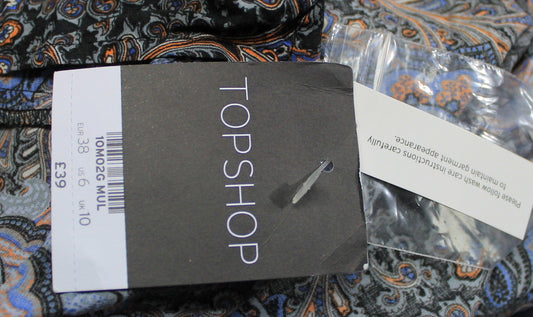 TOPSHOP
10M02G MUL
EUR 38 US 6 UK 10
£39
Please follow wash care instructions carefully
to maintain garment appearance.